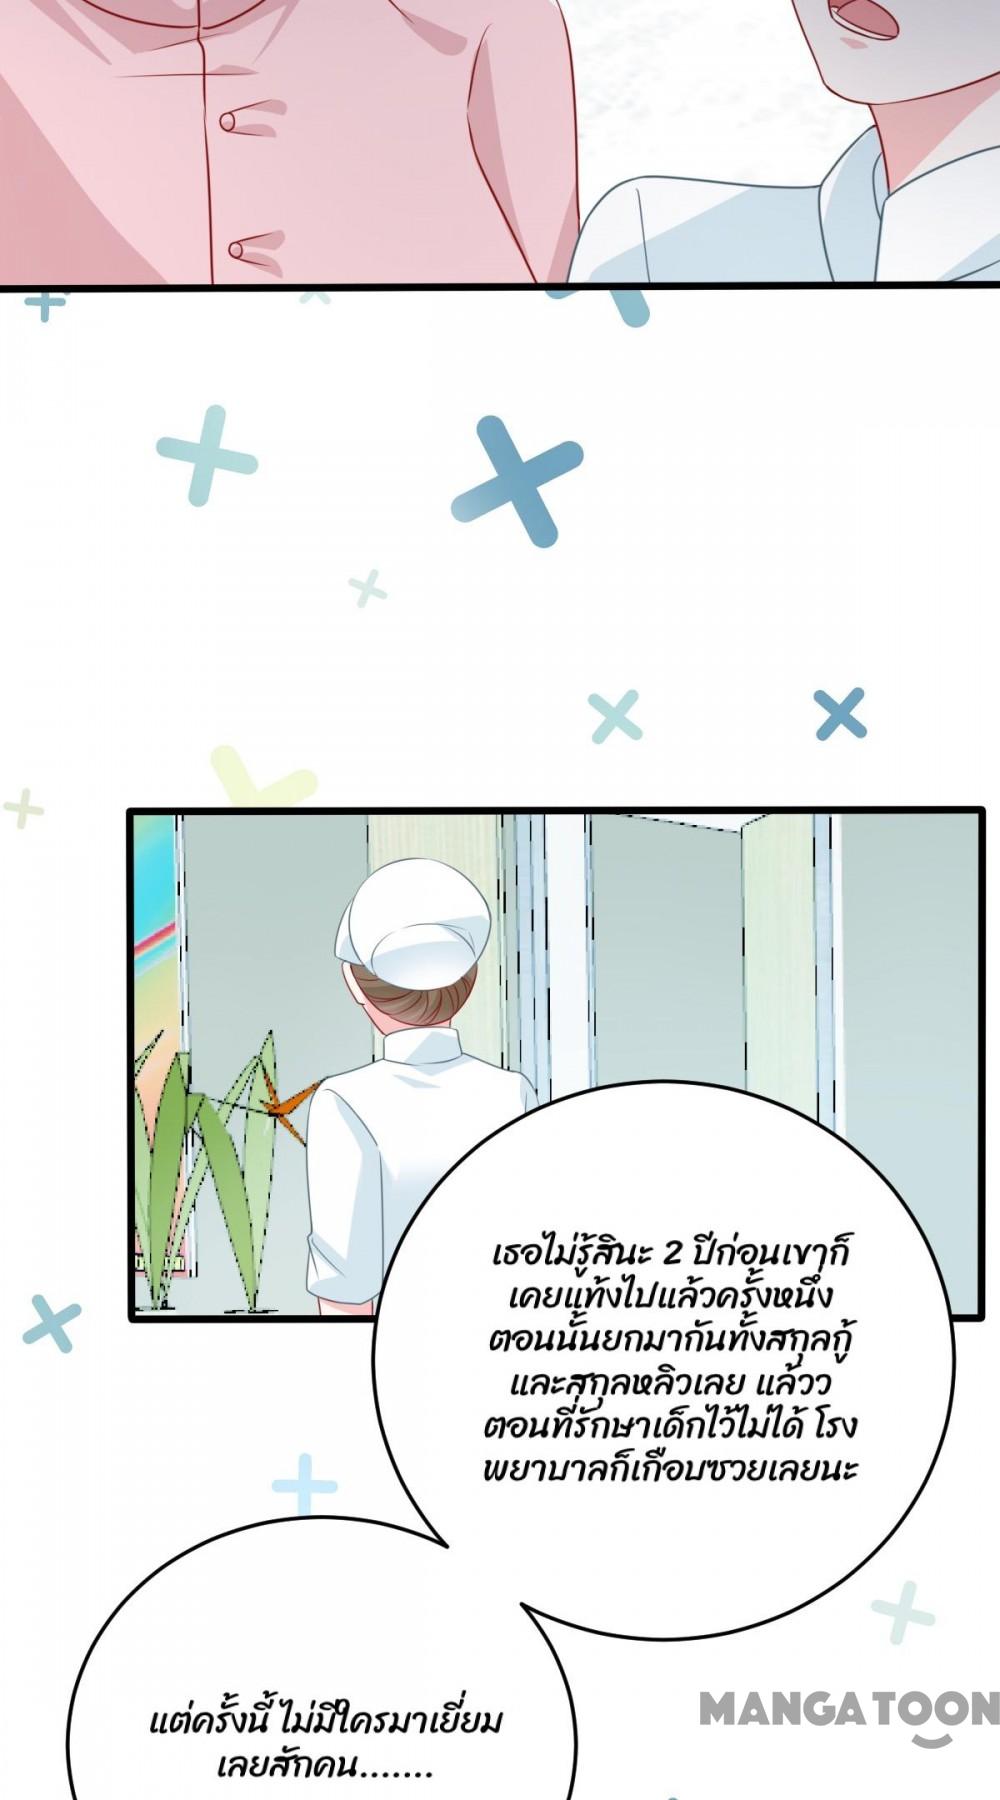 เธอไม่รู้สินะ 2 ปีก่อนเขาก็
เคยแท้งไปแล้วครั้งหนึ่ง
ตอนนั้นยกมากันทั้งสกุลกู้
และสกุลหลิวเลย แล้วว
ตอนที่รักษาเด็กไว้ไม่ได้ โรง
พยาบาลก็เกือบซวยเลยนะ
MANGATOON
แต่ครั้งนี้ ไม่มีใครมาเยี่ยม
เลยสักคน.......